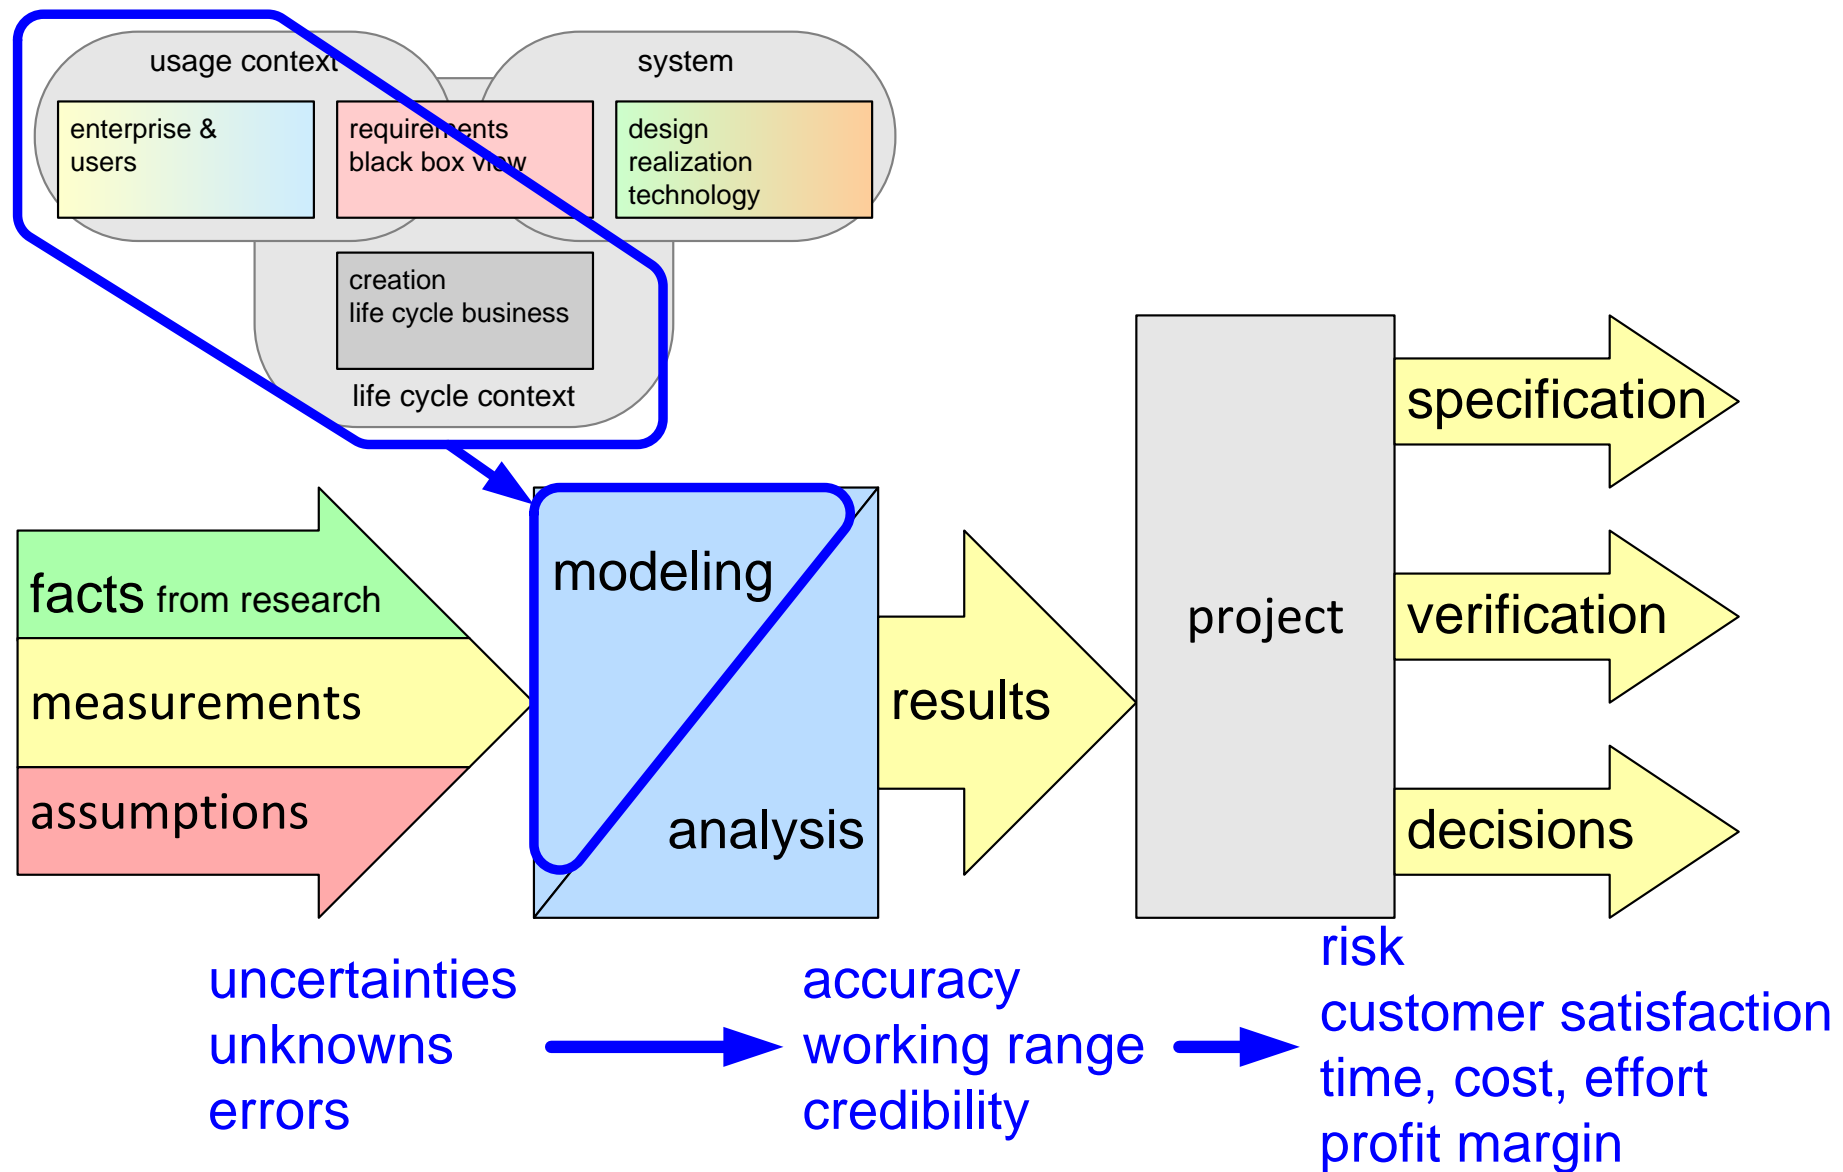 usage context
system
enterprise &
users
requirements
black box view
design
realization
technology
creation
life cycle business
life cycle context
facts from research
measurements
assumptions
modeling
analysis
results
project
specification
verification
decisions
uncertainties
unknowns
errors
accuracy
working range
credibility
risk
customer satisfaction
time, cost, effort
profit margin